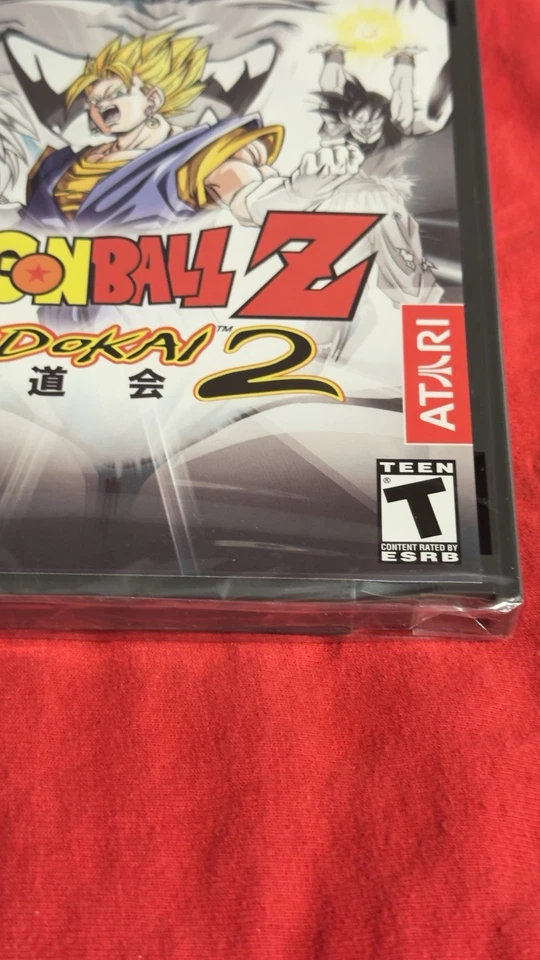 GONBALL Z
DOKAI™ 2
道 会
ATARI
TEEN
®
T
CONTENT RATED BY
ESRB